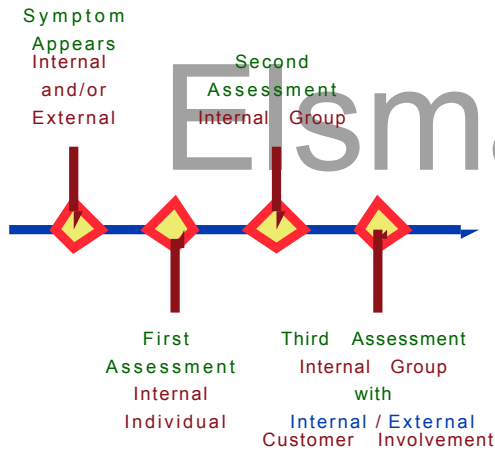 Symptom
Appears
Internal
and/or
External
Second
Assessment
Internal Group
Elsma
First
Assessment
Internal
Individual
Third Assessment
Internal Group
with
Internal / External
Customer Involvement